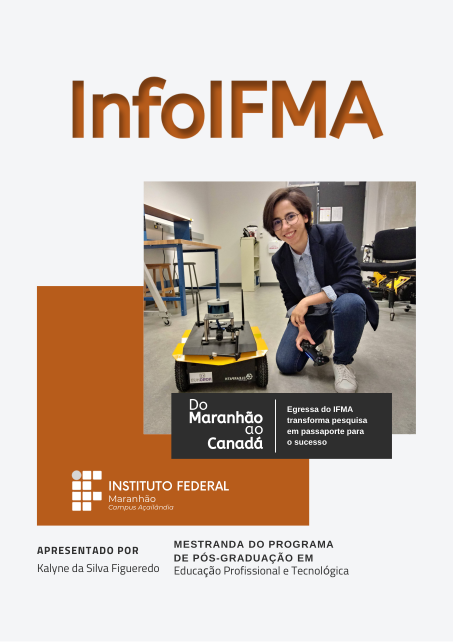 InfoIFMA
Do
Maranhão
ao
Canadá
Egressa do IFMA
transforma pesquisa
em passaporte para
o sucesso
INSTITUTO FEDERAL
Maranhão
Campus Açailândia
APRESENTADO POR
Kalyne da Silva Figueredo
MESTRANDA DO PROGRAMA
DE PÓS-GRADUAÇÃO EM
Educação Profissional e Tecnológica